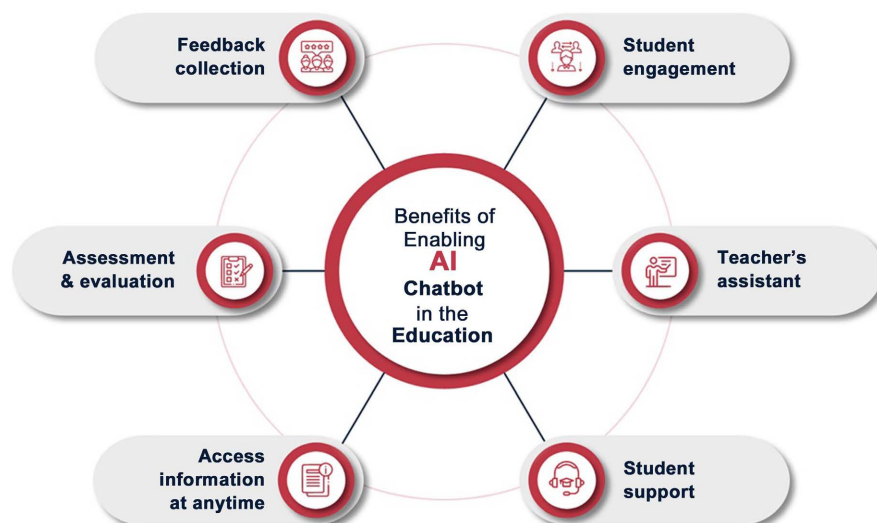 Feedback
collection
Student
engagement
Benefits of
Enabling
AI
Chatbot
in the
Education
Assessment
& evaluation
Teacher's
assistant
Access
information
at anytime
Student
support